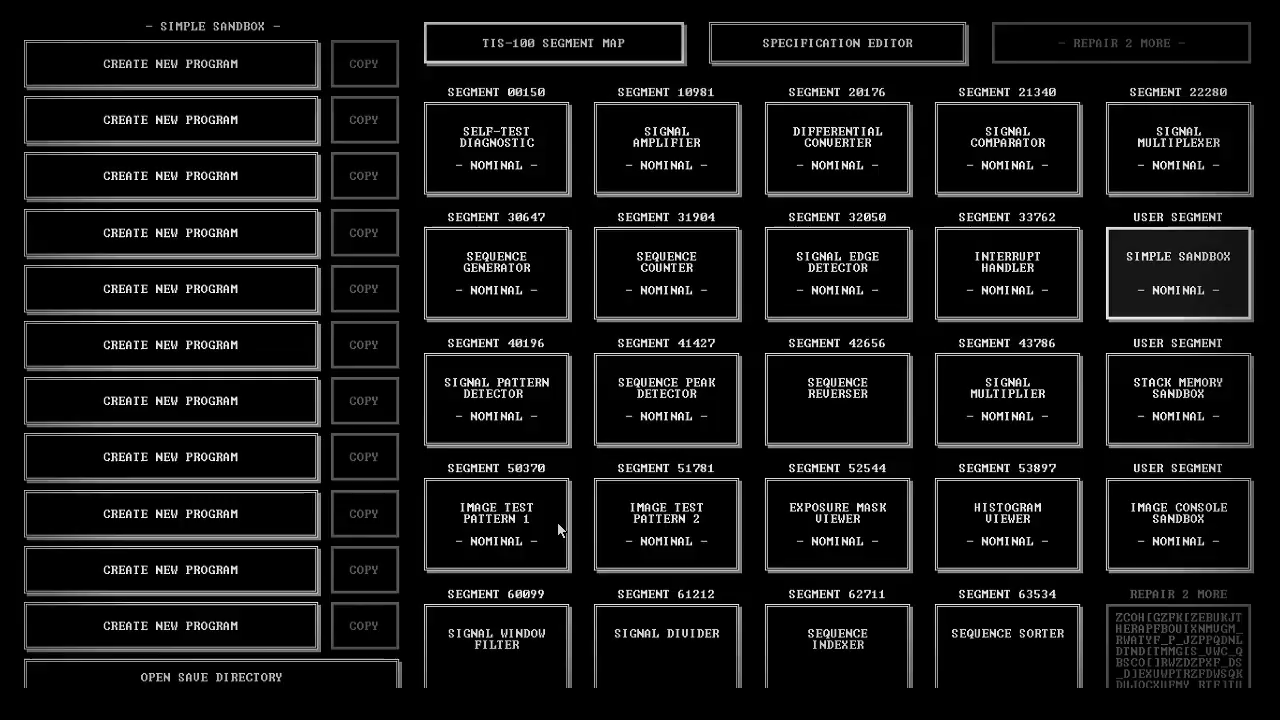 - SIMPLE SANDBOX -
CREATE NEW PROGRAM
COPY
CREATE NEW PROGRAM
COPY
CREATE NEW PROGRAM
COPY
CREATE NEW PROGRAM
COPY
CREATE NEW PROGRAM
COPY
CREATE NEW PROGRAM
COPY
CREATE NEW PROGRAM
COPY
CREATE NEW PROGRAM
COPY
CREATE NEW PROGRAM
COPY
CREATE NEW PROGRAM
COPY
CREATE NEW PROGRAM
COPY
OPEN SAVE DIRECTORY
TIS-100 SEGMENT MAP
SPECIFICATION EDITOR
- REPAIR 2 MORE -
SEGMENT 00150
SELF-TEST
DIAGNOSTIC
- NOMINAL -
SEGMENT 10981
SIGNAL
AMPLIFIER
- NOMINAL -
SEGMENT 20176
DIFFERENTIAL
CONVERTER
- NOMINAL -
SEGMENT 21340
SIGNAL
COMPARATOR
- NOMINAL -
SEGMENT 22280
SIGNAL
MULTIPLEXER
- NOMINAL -
SEGMENT 30647
SEQUENCE
GENERATOR
- NOMINAL -
SEGMENT 31904
SEQUENCE
COUNTER
- NOMINAL -
SEGMENT 32050
SIGNAL EDGE
DETECTOR
- NOMINAL -
SEGMENT 33762
INTERRUPT
HANDLER
- NOMINAL -
USER SEGMENT
SIMPLE SANDBOX
- NOMINAL -
SEGMENT 40196
SIGNAL PATTERN
DETECTOR
- NOMINAL -
SEGMENT 41427
SEQUENCE PEAK
DETECTOR
- NOMINAL -
SEGMENT 42656
SEQUENCE
REVERSER
SEGMENT 43786
SIGNAL
MULTIPLIER
- NOMINAL -
USER SEGMENT
STACK MEMORY
SANDBOX
- NOMINAL -
SEGMENT 50370
IMAGE TEST
PATTERN 1
- NOMINAL -
SEGMENT 51781
IMAGE TEST
PATTERN 2
- NOMINAL -
SEGMENT 52544
EXPOSURE MASK
VIEWER
- NOMINAL -
SEGMENT 53897
HISTOGRAM
VIEWER
- NOMINAL -
USER SEGMENT
IMAGE CONSOLE
SANDBOX
- NOMINAL -
SEGMENT 60099
SIGNAL WINDOW
FILTER
SEGMENT 61212
SIGNAL DIVIDER
SEGMENT 62711
SEQUENCE
INDEXER
SEGMENT 63534
SEQUENCE SORTER
REPAIR 2 MORE